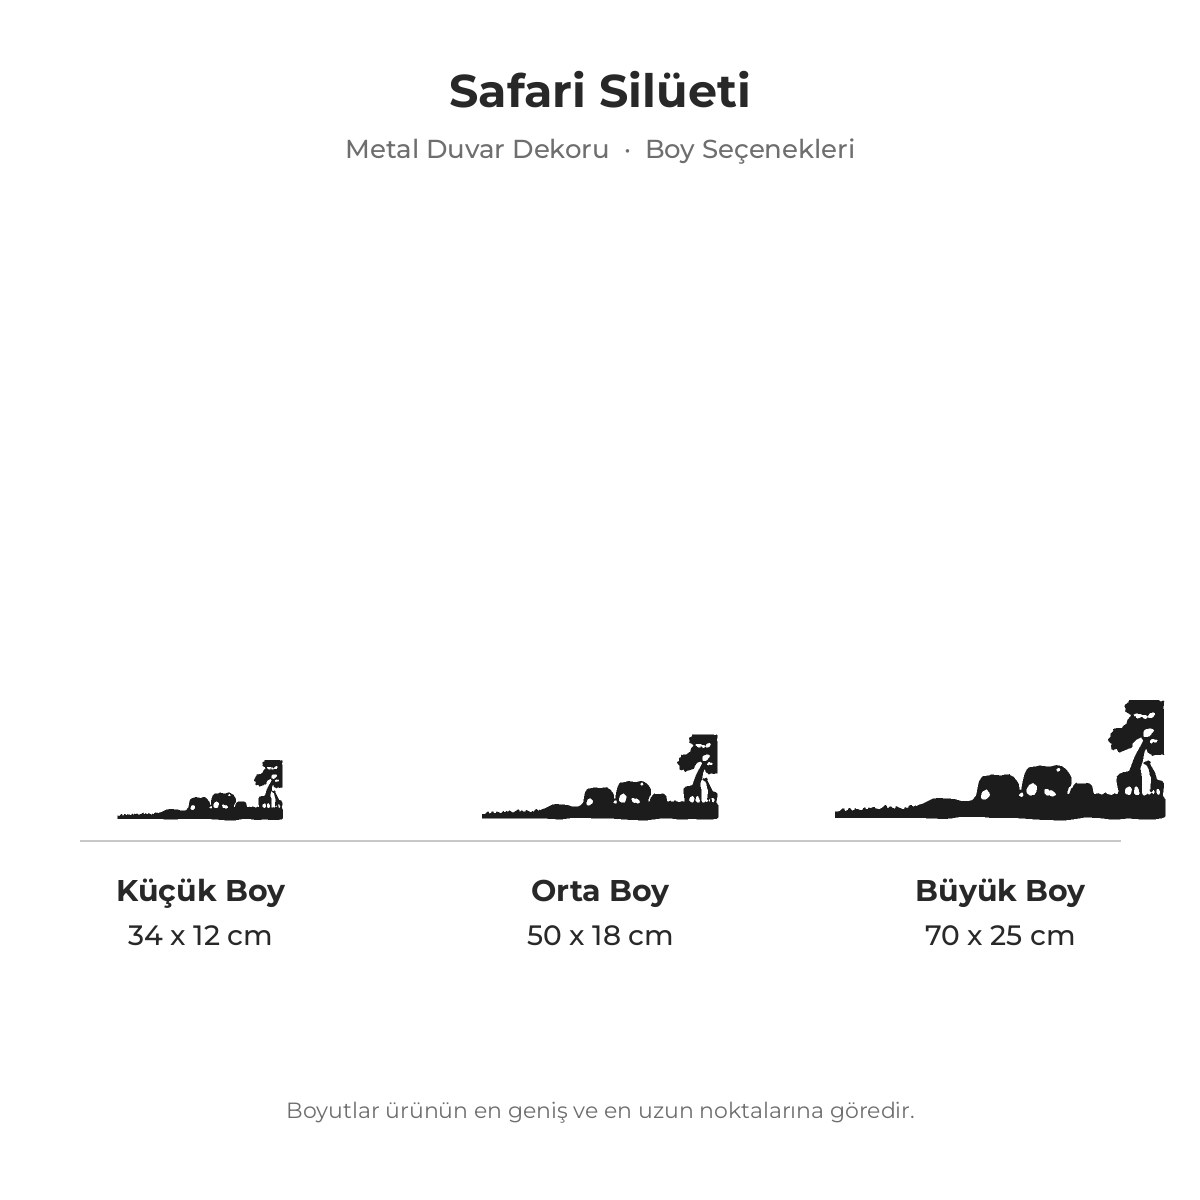 Safari Silüeti
Metal Duvar Dekoru · Boy Seçenekleri
Küçük Boy
34 x 12 cm
Orta Boy
50 x 18 cm
Büyük Boy
70 x 25 cm
Boyutlar ürünün en geniş ve en uzun noktalarına göredir.